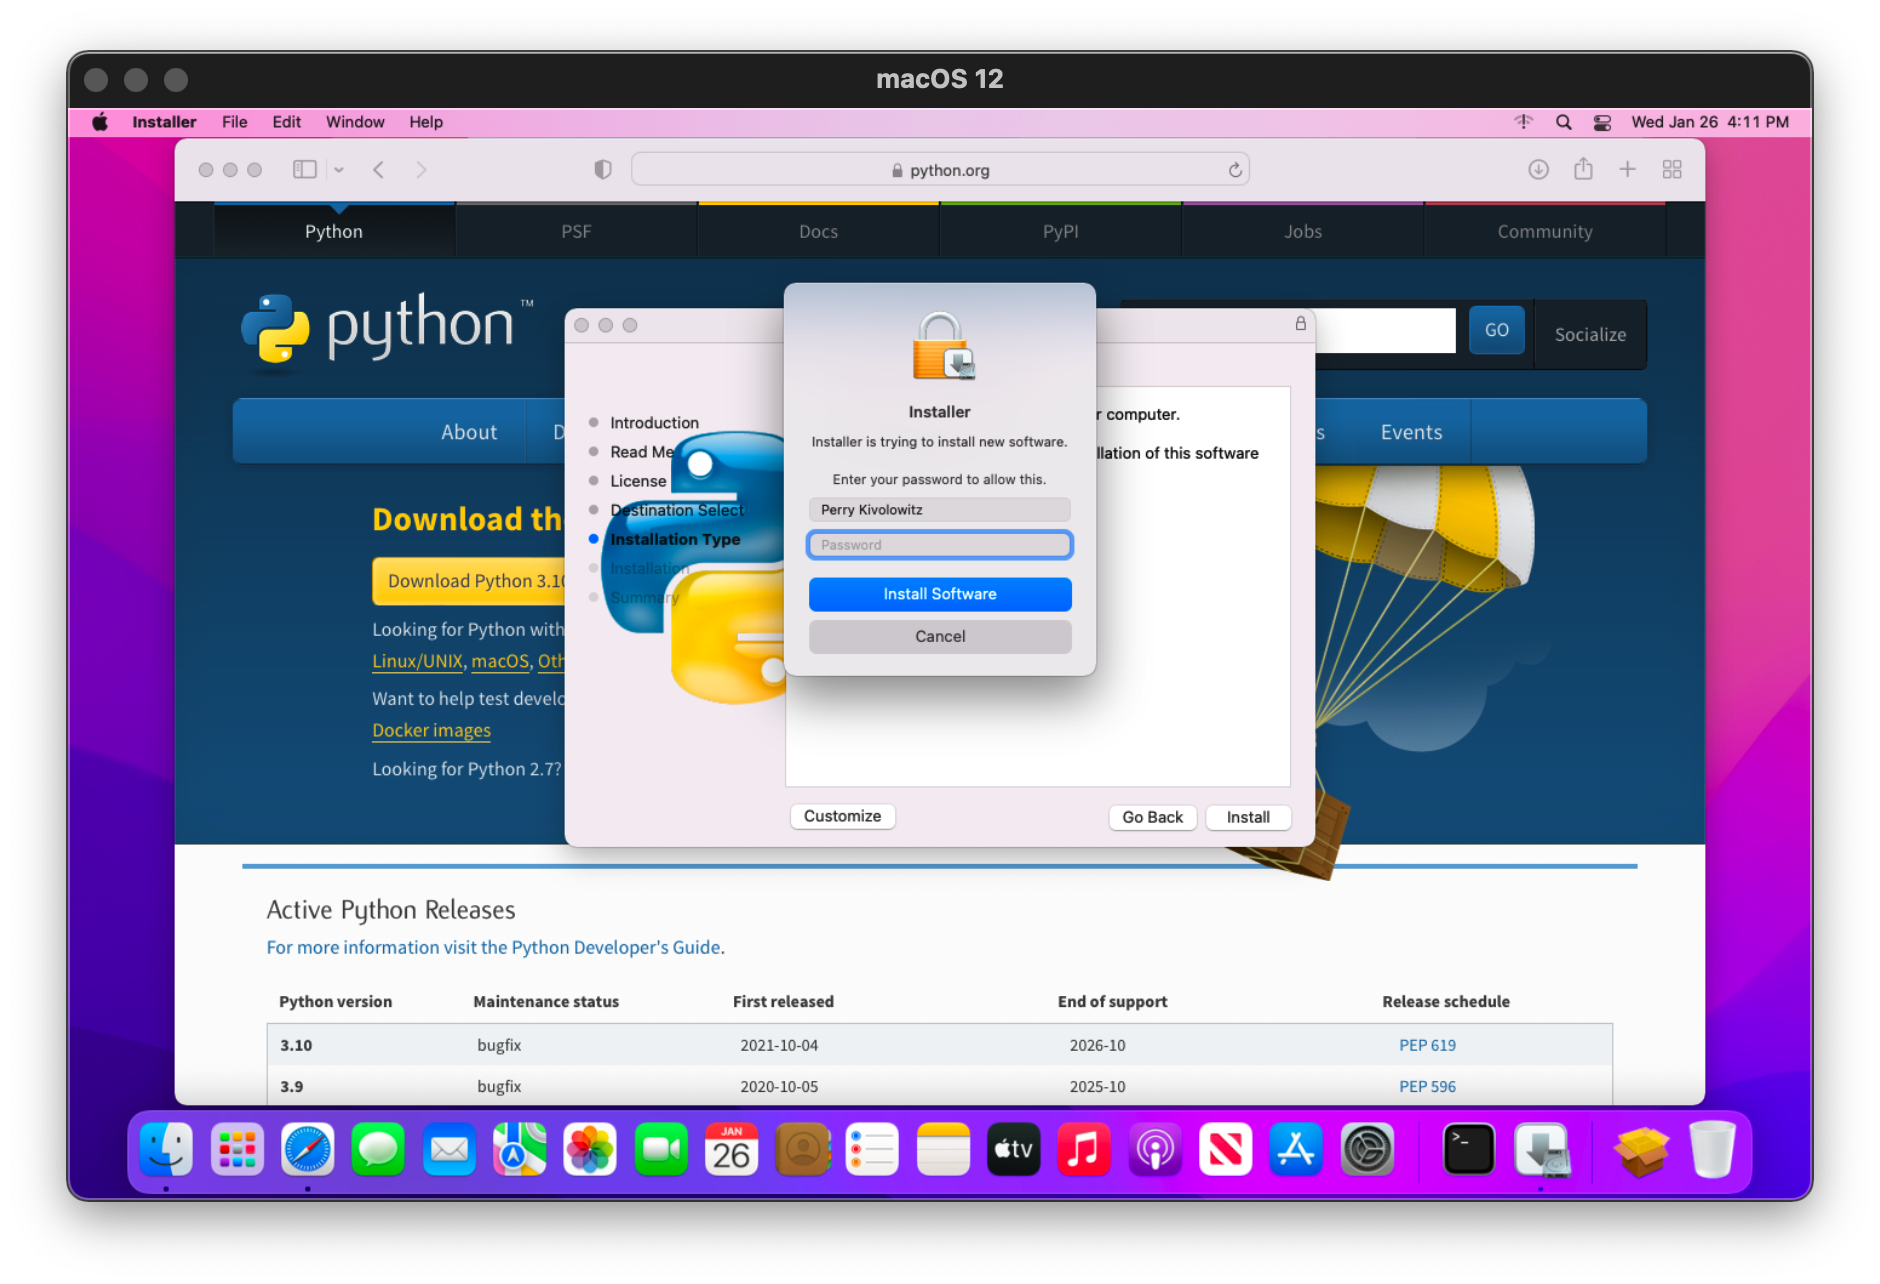 macOS 12
Installer File Edit Window Help
Wed Jan 26 4:11 PM
python.org
Python PSF Docs PyPI Jobs Community
python™
GO
Socialize
About
D
s
Events
Installer
Installer is trying to install new software.
Enter your password to allow this.
Perry Kivolowitz
Password
Install Software
Cancel
Introduction
Read Me
License
Destination Select
Installation Type
Installation
Summary
r computer.
llation of this software
Customize
Go Back
Install
Download th
Download Python 3.10
Looking for Python with
Linux/UNIX, macOS, Oth
Want to help test develo
Docker images
Looking for Python 2.7?
Active Python Releases
For more information visit the Python Developer's Guide.
Python version Maintenance status First released End of support Release schedule
3.10 bugfix 2021-10-04 2026-10 PEP 619
3.9 bugfix 2020-10-05 2025-10 PEP 596
JAN
26
tv
>_